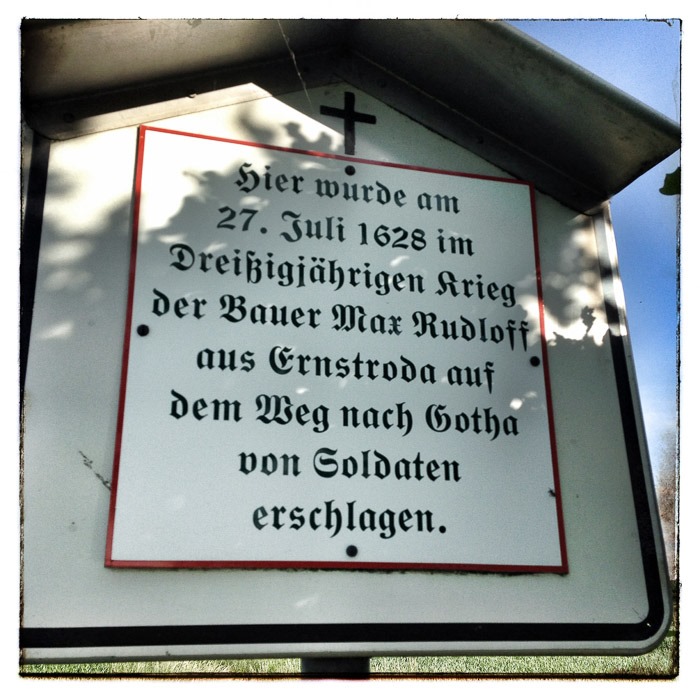 Hier wurde am
27. Juli 1628 im
Dreißigjährigen Krieg
der Bauer Max Rudloff
aus Ernstroda auf
dem Weg nach Gotha
von Soldaten
erschlagen.